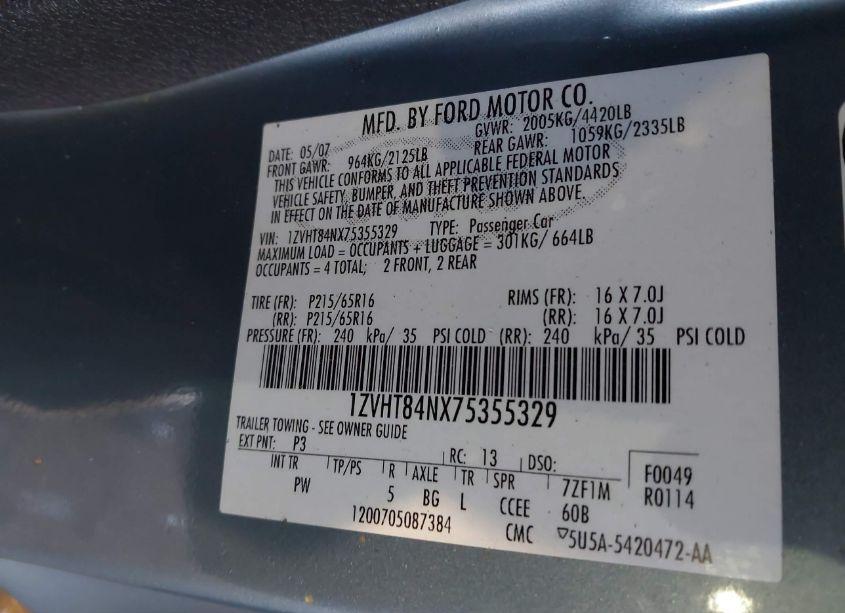 MFD. BY FORD MOTOR CO.
DATE: 05/07 GVWR: 2005KG/4420LB
FRONT GAWR: 964KG/2125LB REAR GAWR: 1059KG/2335LB
THIS VEHICLE CONFORMS TO ALL APPLICABLE FEDERAL MOTOR
VEHICLE SAFETY, BUMPER, AND THEFT PREVENTION STANDARDS
IN EFFECT ON THE DATE OF MANUFACTURE SHOWN ABOVE.
VIN: 1ZVHT84NX75355329 TYPE: Passenger Car
MAXIMUM LOAD = OCCUPANTS + LUGGAGE = 301KG/ 664LB
OCCUPANTS = 4 TOTAL; 2 FRONT, 2 REAR
TIRE (FR): P215/65R16 RIMS (FR): 16 X 7.0J
(RR): P215/65R16 (RR): 16 X 7.0J
PRESSURE (FR): 240 kPa/ 35 PSI COLD (RR): 240 kPa/ 35 PSI COLD
1ZVHT84NX75355329
TRAILER TOWING - SEE OWNER GUIDE
EXT PNT: P3 RC: 13 DSO: F0049
INT TR TP/PS R AXLE TR SPR 7ZF1M R0114
PW 5 BG L CCEE 60B
1200705087384 CMC ▽5U5A-5420472-AA